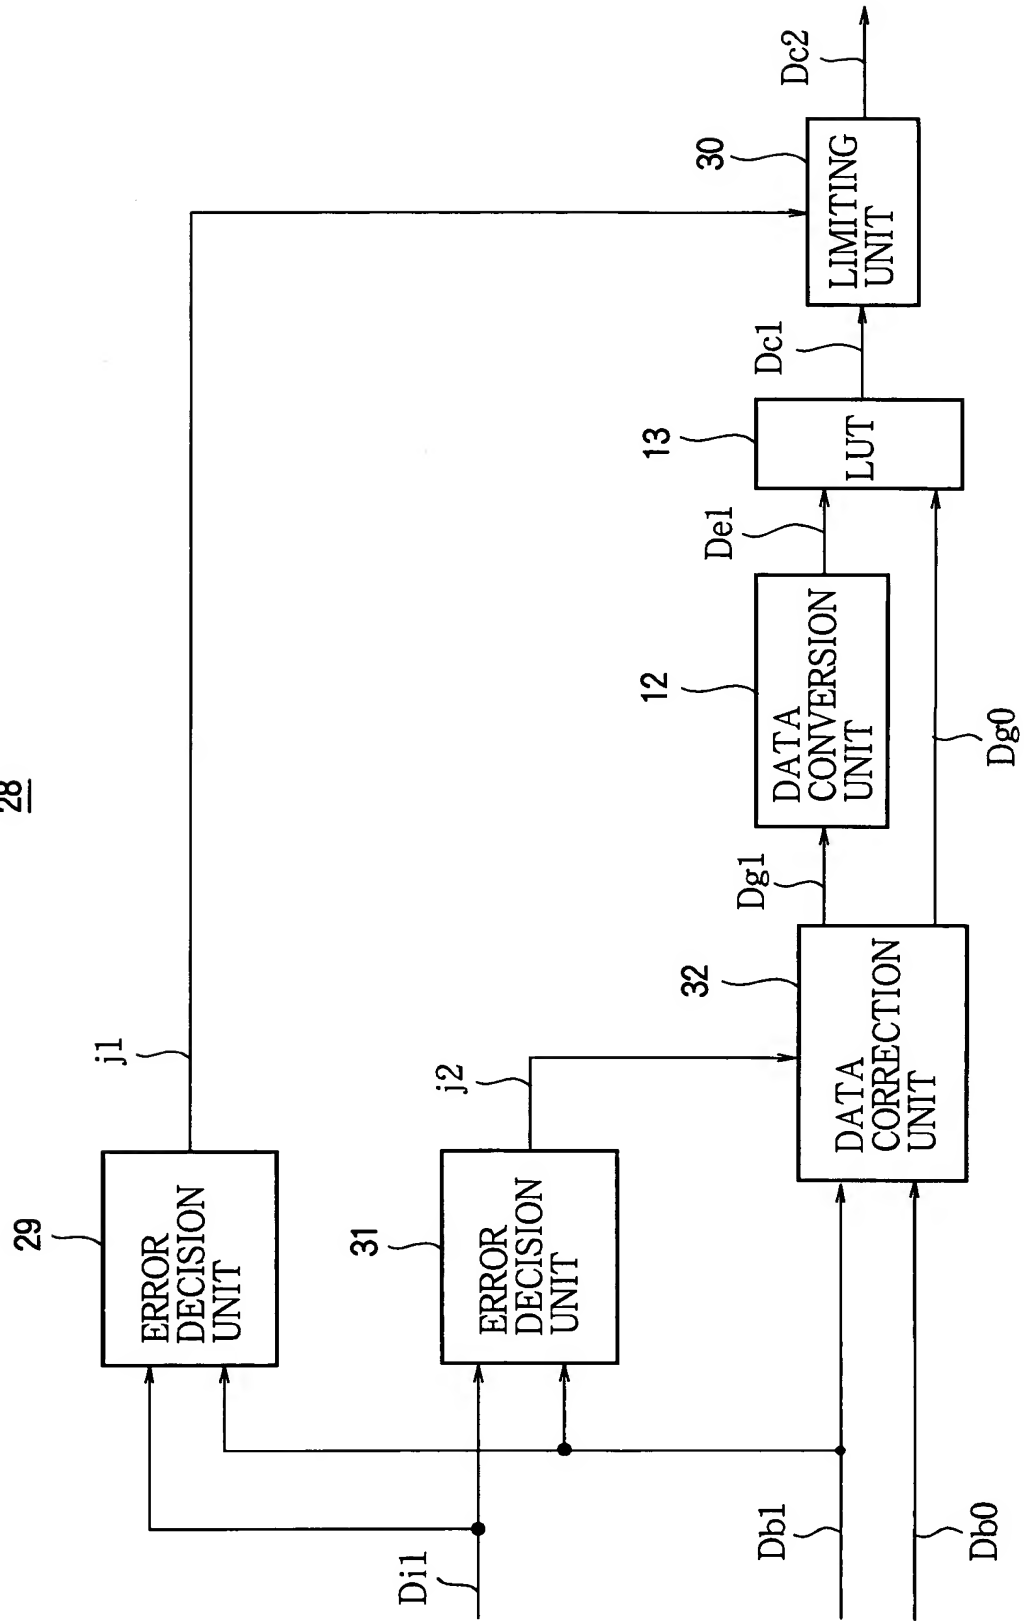 28
29
ERROR
DECISION
UNIT
j1
31
ERROR
DECISION
UNIT
j2
Di1
Db1
Db0
32
DATA
CORRECTION
UNIT
Dg1
Dg0
12
DATA
CONVERSION
UNIT
De1
13
LUT
Dc1
30
LIMITING
UNIT
Dc2